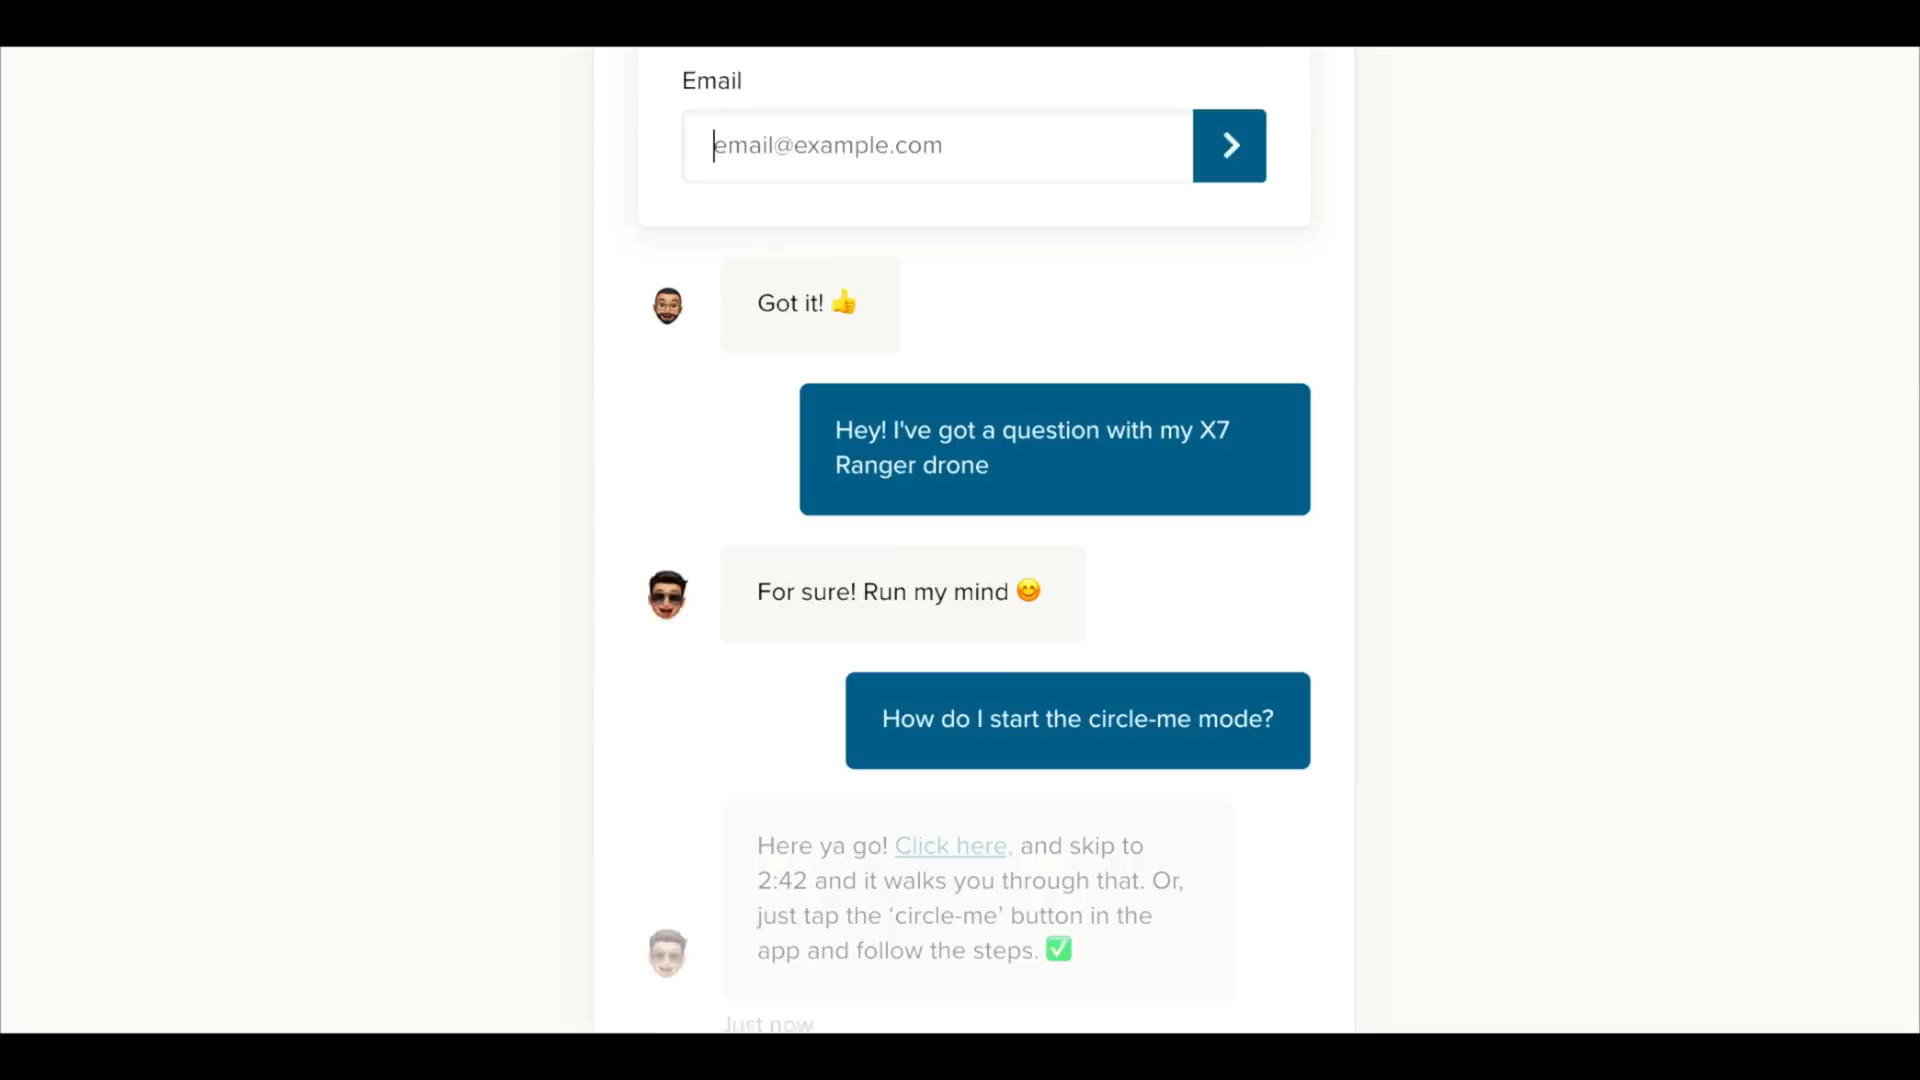 Email
email@example.com
Got it! 👍
Hey! I've got a question with my X7
Ranger drone
For sure! Run my mind 😊
How do I start the circle-me mode?
Here ya go! Click here, and skip to
2:42 and it walks you through that. Or,
just tap the ‘circle-me’ button in the
app and follow the steps. ✅
Just now